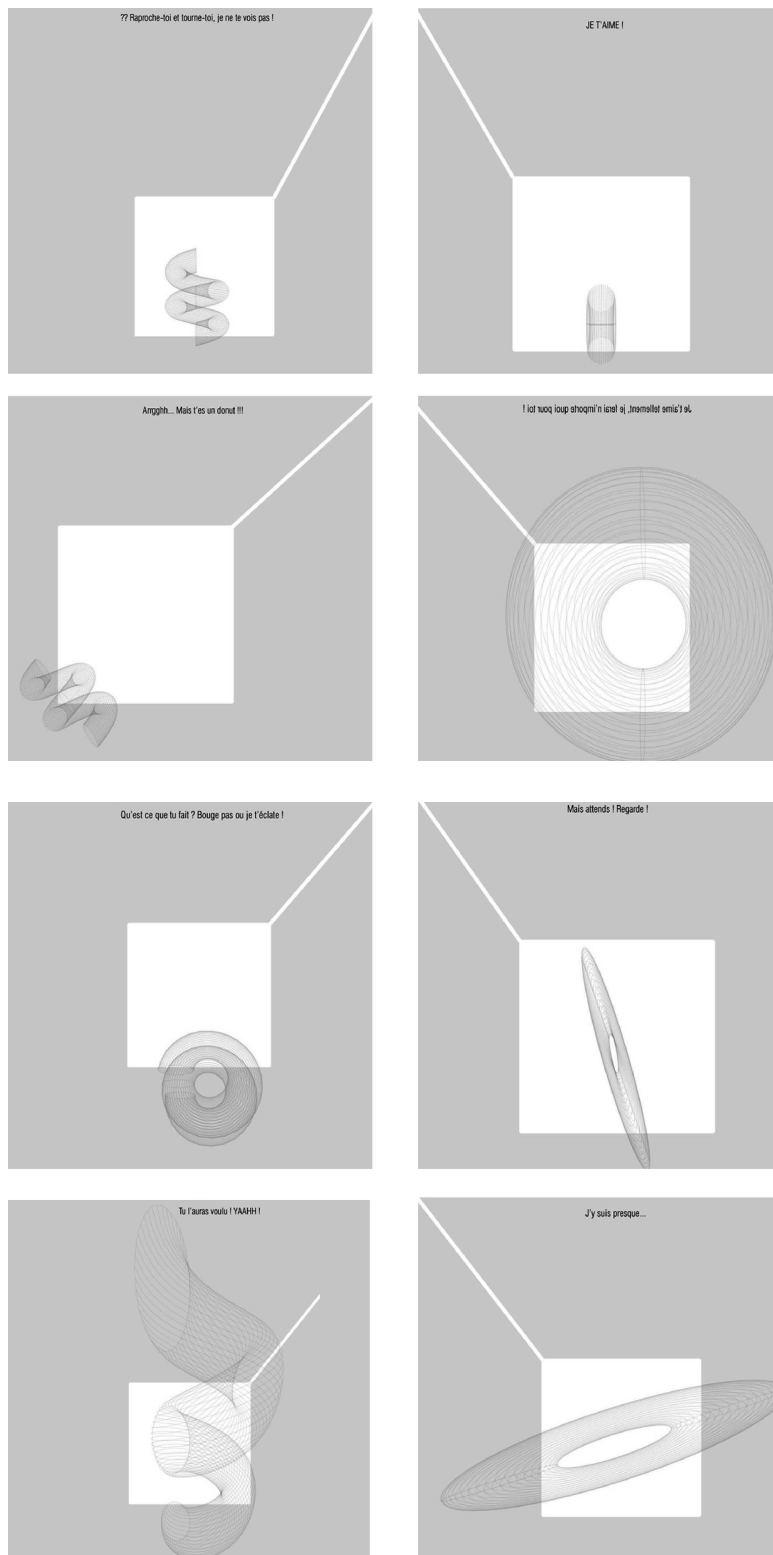 ?? Raproche-toi et tourne-toi, je ne te vois pas !
JE T'AIME !
Arrgghh... Mais t'es un donut !!!
Je t'aime tellement, je ferai n'importe quoi pour toi !
Qu'est ce que tu fait ? Bouge pas ou je t'éclate !
Mais attends ! Regarde !
Tu l'auras voulu ! YAAHH !
J'y suis presque...